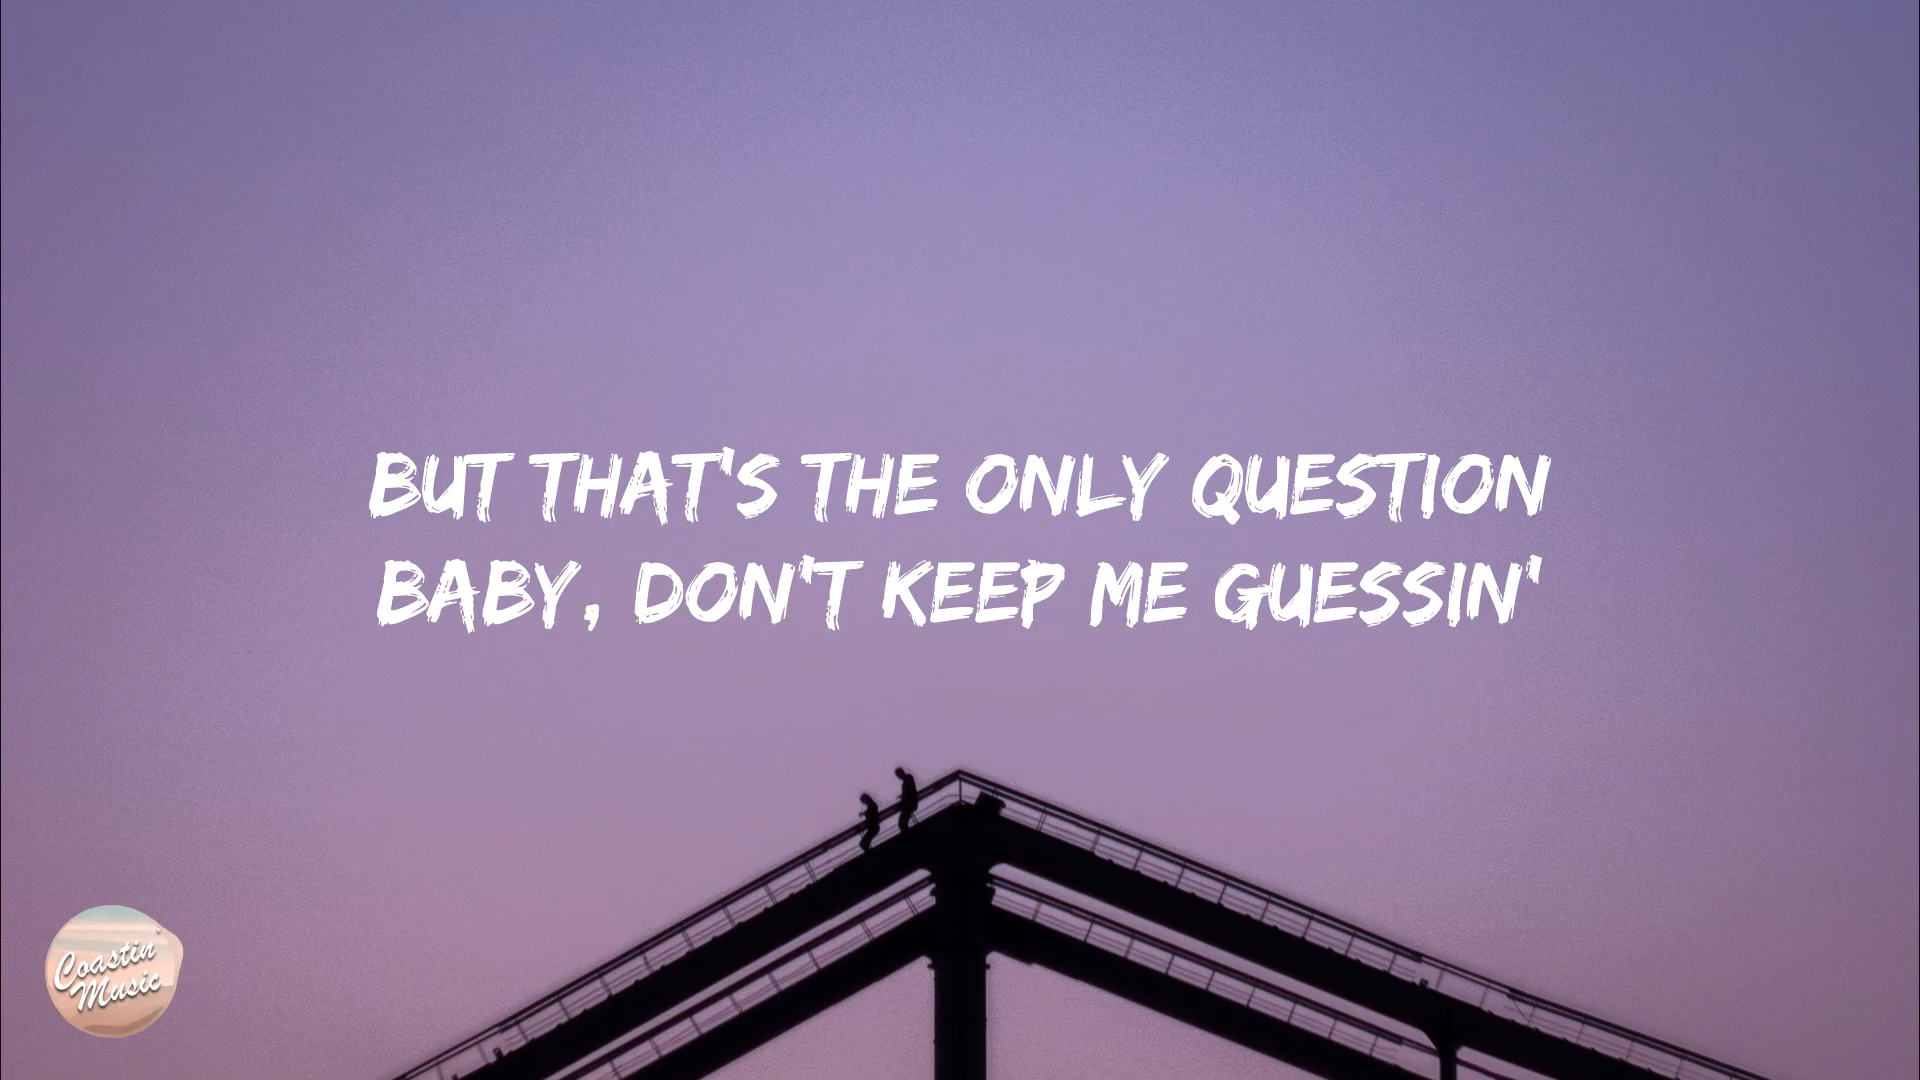 BUT THAT'S THE ONLY QUESTION
BABY, DON'T KEEP ME GUESSIN'
Coastin'
Music